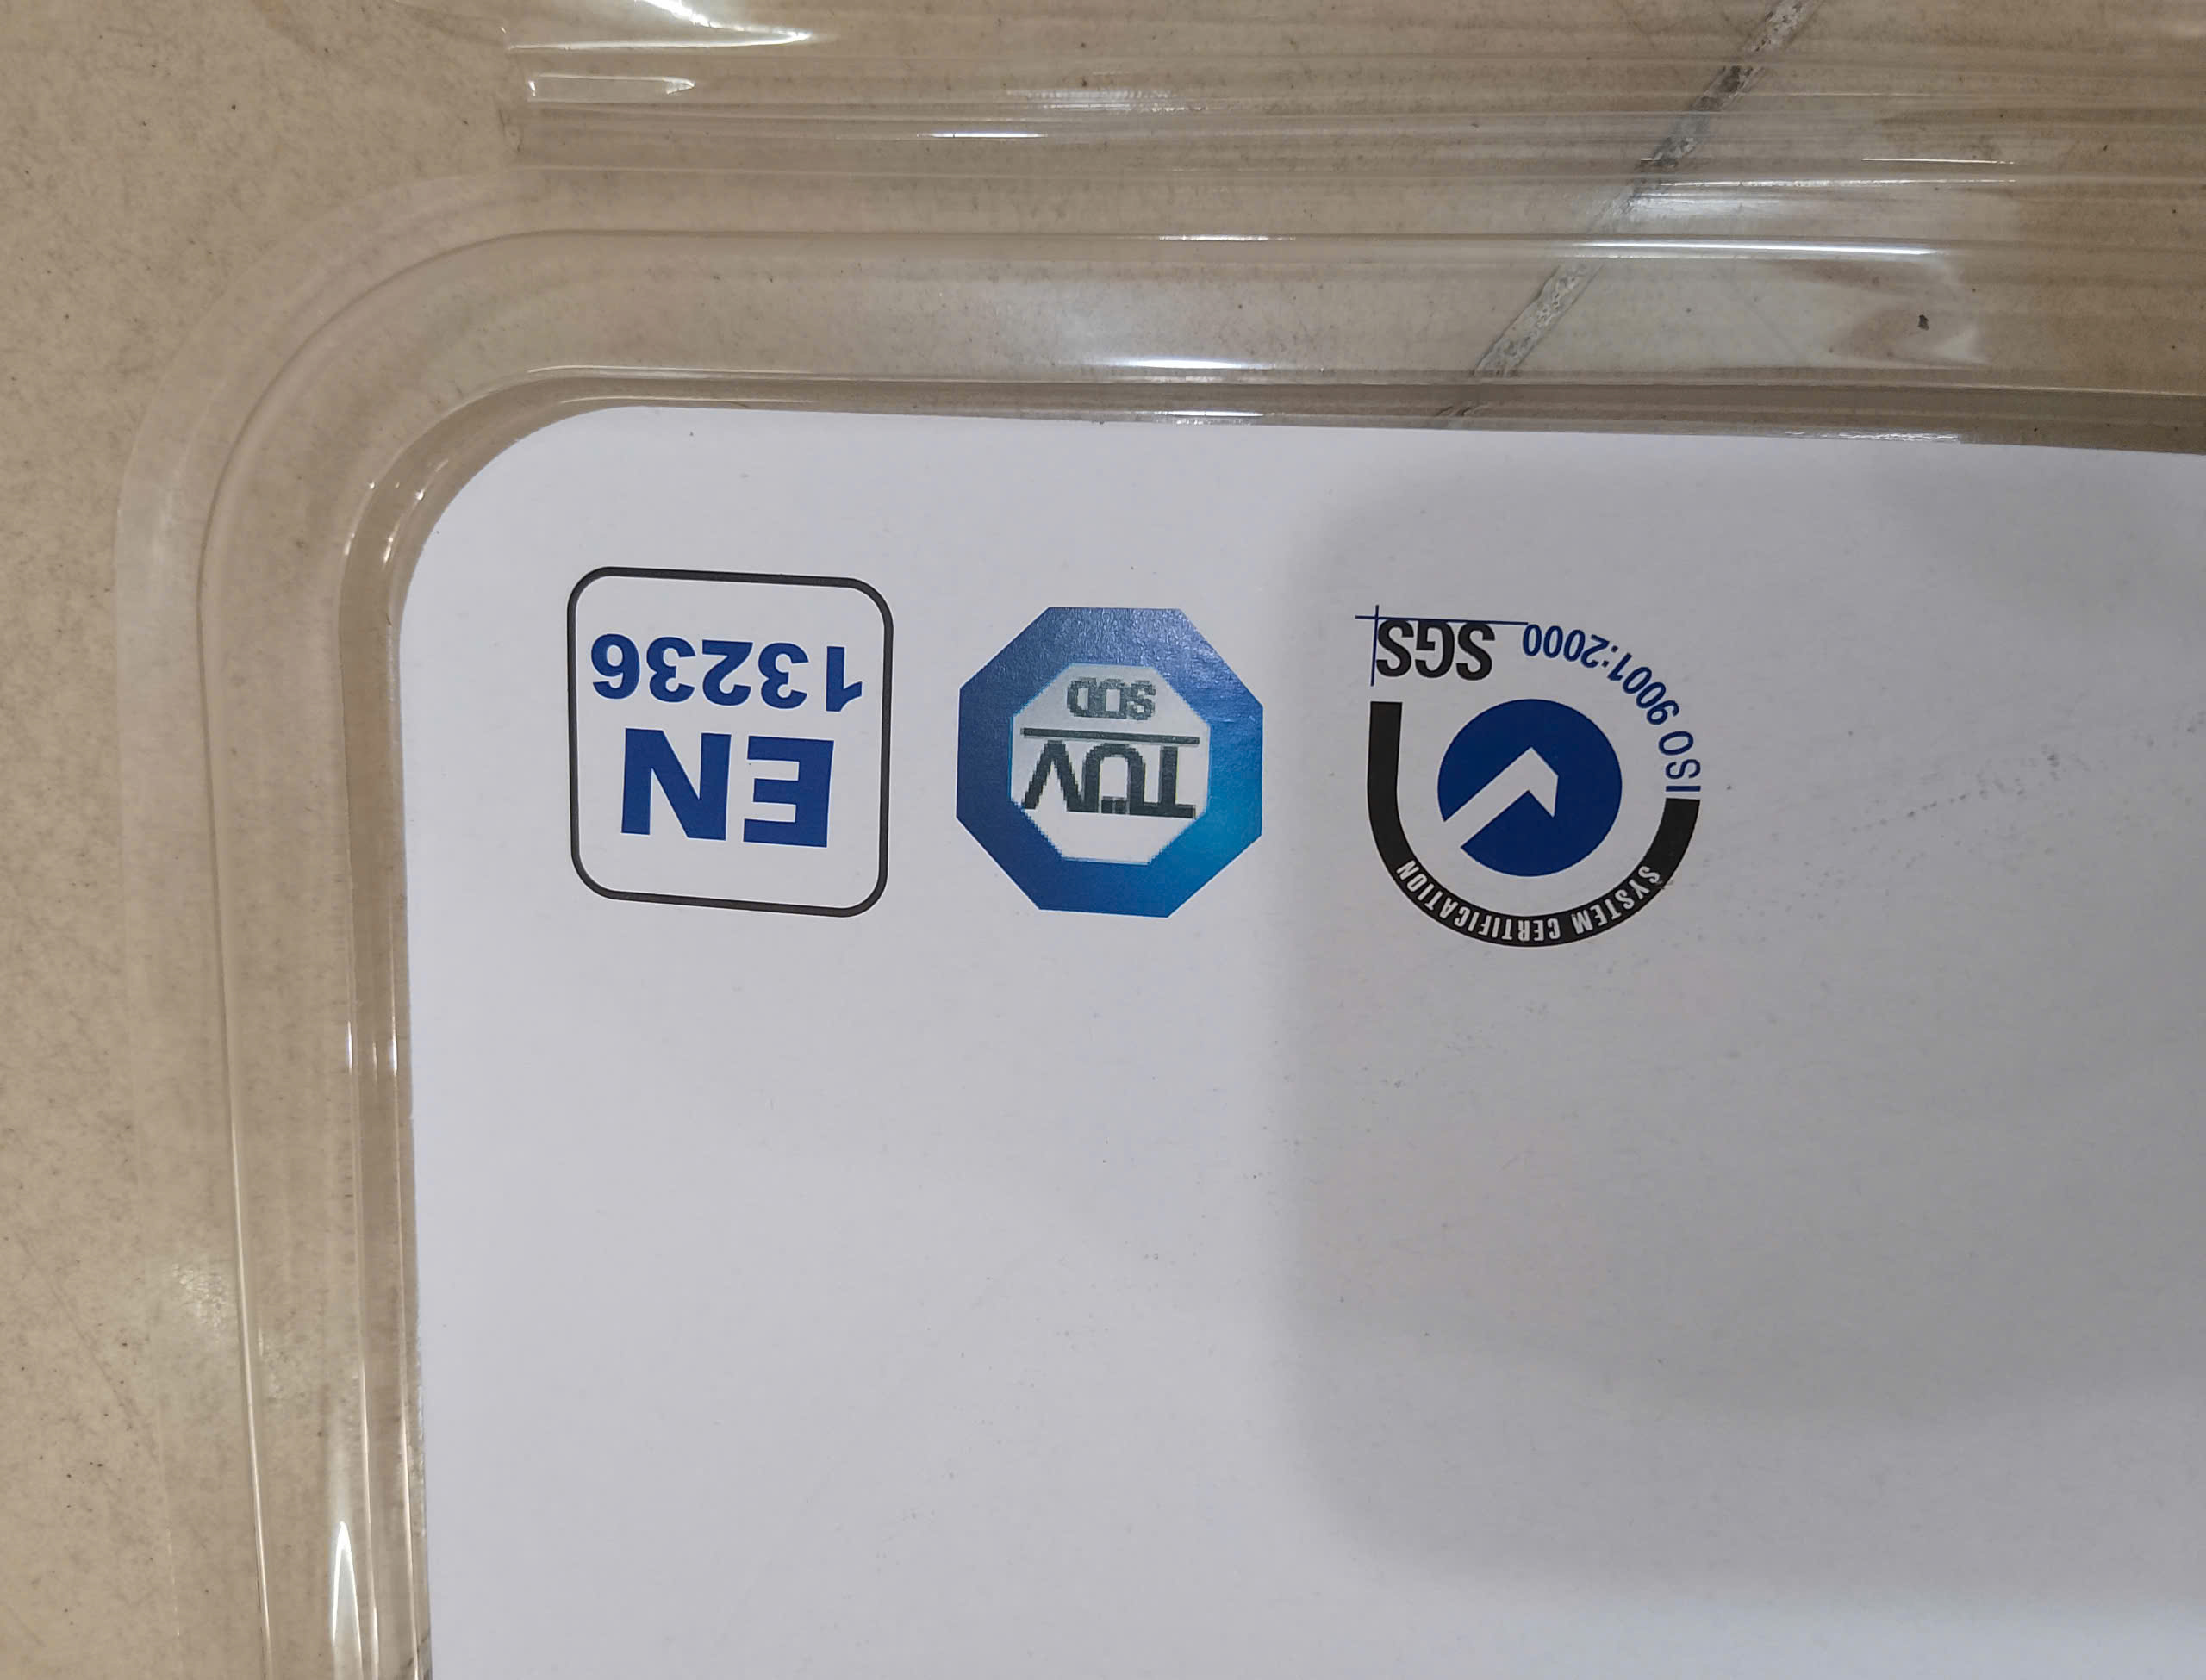 ISO 9001:2000
SGS
SYSTEM CERTIFICATION
TÜV
SÜD
EN
13236